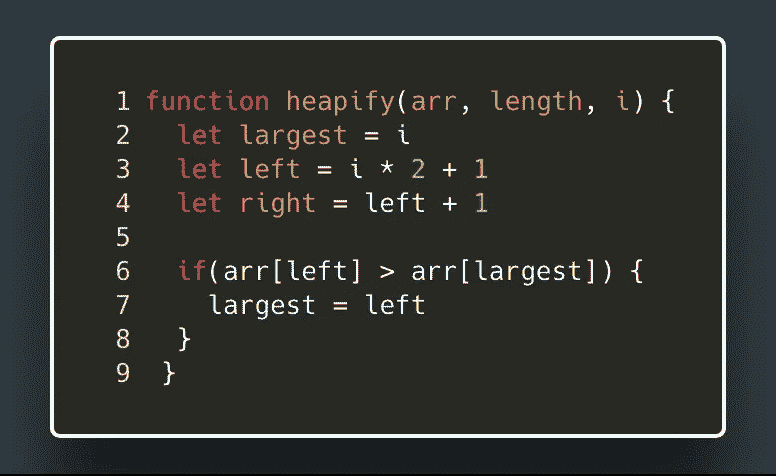 1 function heapify(arr, length, i) {
2   let largest = i
3   let left = i * 2 + 1
4   let right = left + 1
5
6   if(arr[left] > arr[largest]) {
7     largest = left
8   }
9  }